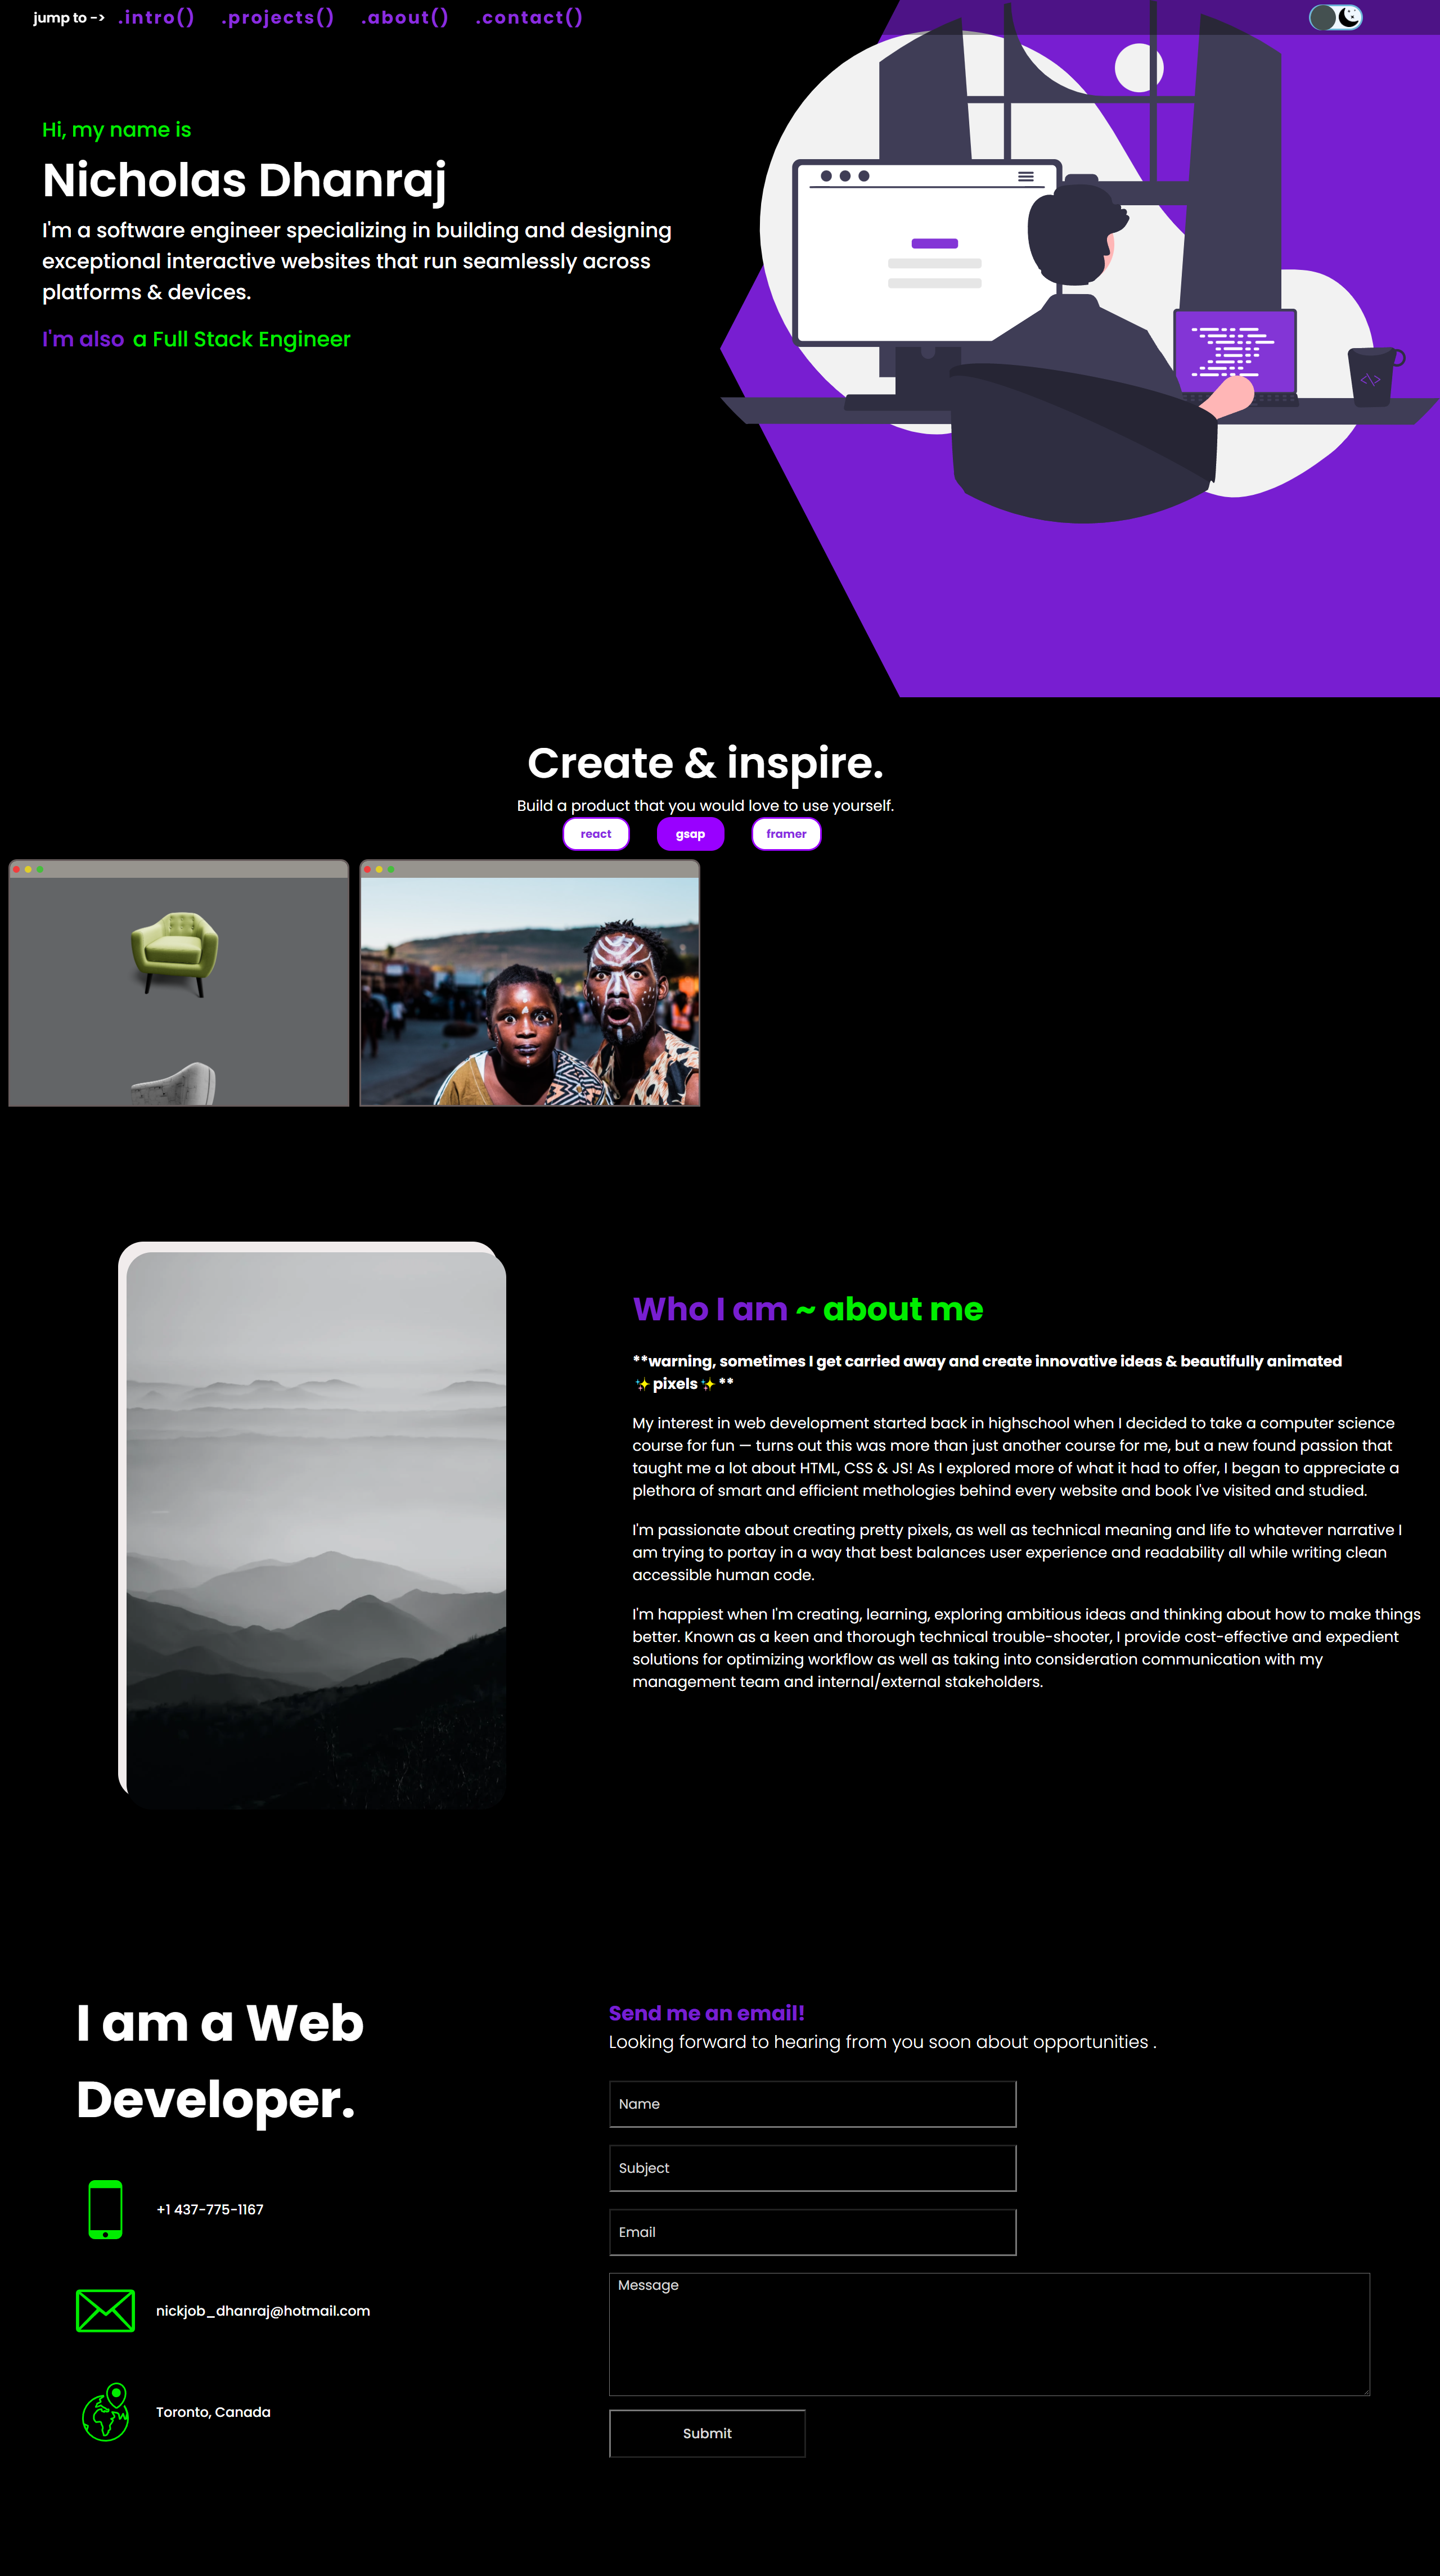 jump to -> .intro() .projects() .about() .contact()
Hi, my name is
Nicholas Dhanraj
I'm a software engineer specializing in building and designing
exceptional interactive websites that run seamlessly across
platforms & devices.
I'm also a Full Stack Engineer
<\>
Create & inspire.
Build a product that you would love to use yourself.
react gsap framer
Who I am ~ about me
**warning, sometimes I get carried away and create innovative ideas & beautifully animated
✨pixels✨**
My interest in web development started back in highschool when I decided to take a computer science
course for fun — turns out this was more than just another course for me, but a new found passion that
taught me a lot about HTML, CSS & JS! As I explored more of what it had to offer, I began to appreciate a
plethora of smart and efficient methologies behind every website and book I've visited and studied.
I'm passionate about creating pretty pixels, as well as technical meaning and life to whatever narrative I
am trying to portay in a way that best balances user experience and readability all while writing clean
accessible human code.
I'm happiest when I'm creating, learning, exploring ambitious ideas and thinking about how to make things
better. Known as a keen and thorough technical trouble-shooter, I provide cost-effective and expedient
solutions for optimizing workflow as well as taking into consideration communication with my
management team and internal/external stakeholders.
I am a Web
Developer.
+1 437-775-1167
nickjob_dhanraj@hotmail.com
Toronto, Canada
Send me an email!
Looking forward to hearing from you soon about opportunities .
Name
Subject
Email
Message
Submit